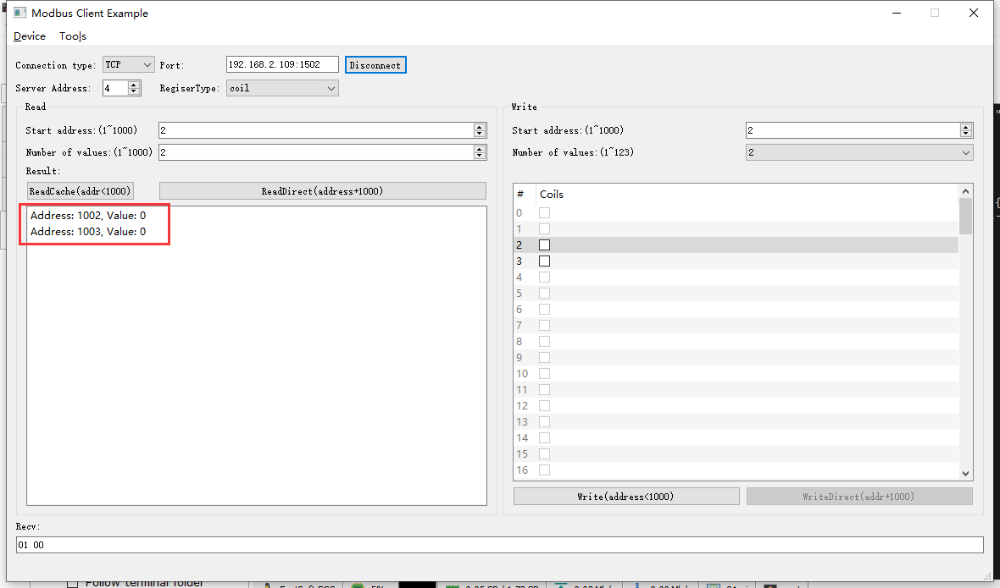 Modbus Client Example
Device Tools
Connection type: TCP Port: 192.168.2.109:1502 Disconnect
Server Address: 4 RegiserType: coil
Read
Start address:(1~1000) 2
Number of values:(1~1000) 2
Result:
ReadCache(addr<1000) ReadDirect(address+1000)
Address: 1002, Value: 0
Address: 1003, Value: 0
Write
Start address:(1~1000) 2
Number of values:(1~123) 2
# Coils
0
1
2
3
4
5
6
7
8
9
10
11
12
13
14
15
16
Write(address<1000) WriteDirect(addr+1000)
Recv:
01 00
Follow terminal folder